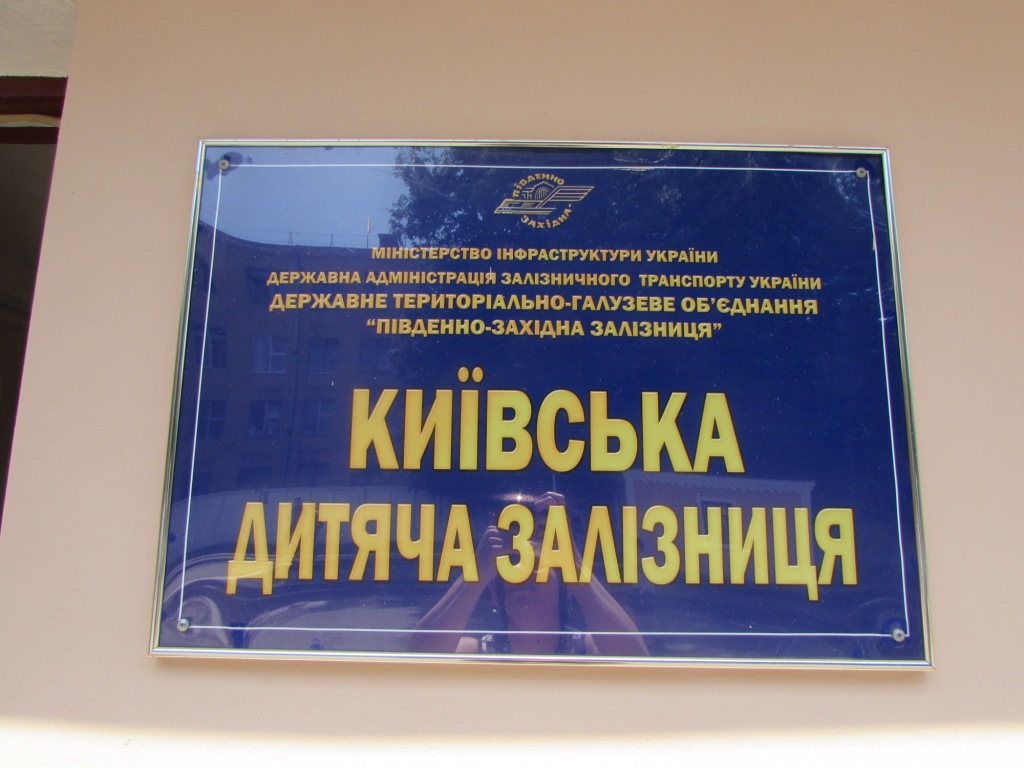 ПІВДЕННО
ЗАХІДНА
МІНІСТЕРСТВО ІНФРАСТРУКТУРИ УКРАЇНИ
ДЕРЖАВНА АДМІНІСТРАЦІЯ ЗАЛІЗНИЧНОГО ТРАНСПОРТУ УКРАЇНИ
ДЕРЖАВНЕ ТЕРИТОРІАЛЬНО-ГАЛУЗЕВЕ ОБ’ЄДНАННЯ
“ПІВДЕННО-ЗАХІДНА ЗАЛІЗНИЦЯ”
КИЇВСЬКА
ДИТЯЧА ЗАЛІЗНИЦЯ